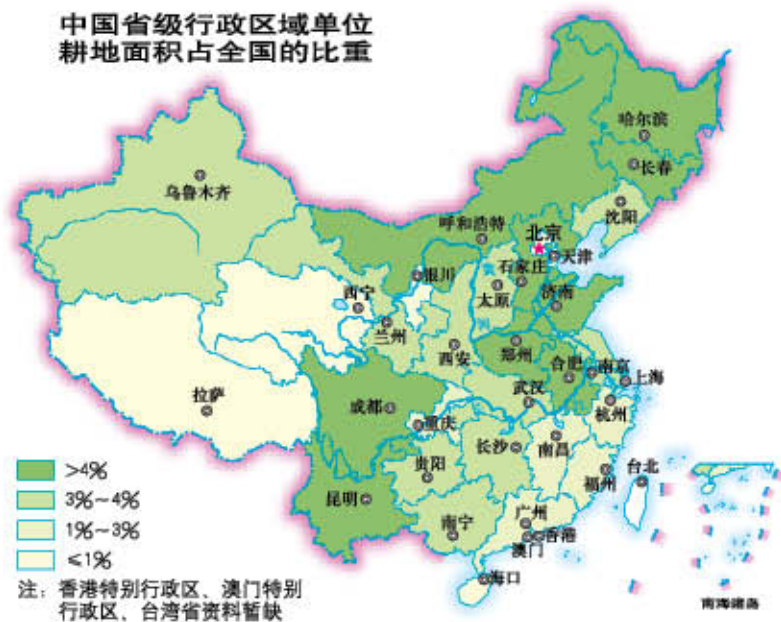 中国省级行政区域单位
耕地面积占全国的比重
哈尔滨
长春
乌鲁木齐
沈阳
呼和浩特
北京
天津
银川
石家庄
西宁
太原
济南
黄
兰州
河
西安
郑州
合肥
南京
上海
拉萨
成都
武汉
杭州
重庆
长沙
南昌
贵阳
台北
福州
昆明
广州
南宁
香港
澳门
海口
>4%
3%~4%
1%~3%
≤1%
注：香港特别行政区、澳门特别
行政区、台湾省资料暂缺
南海诸岛